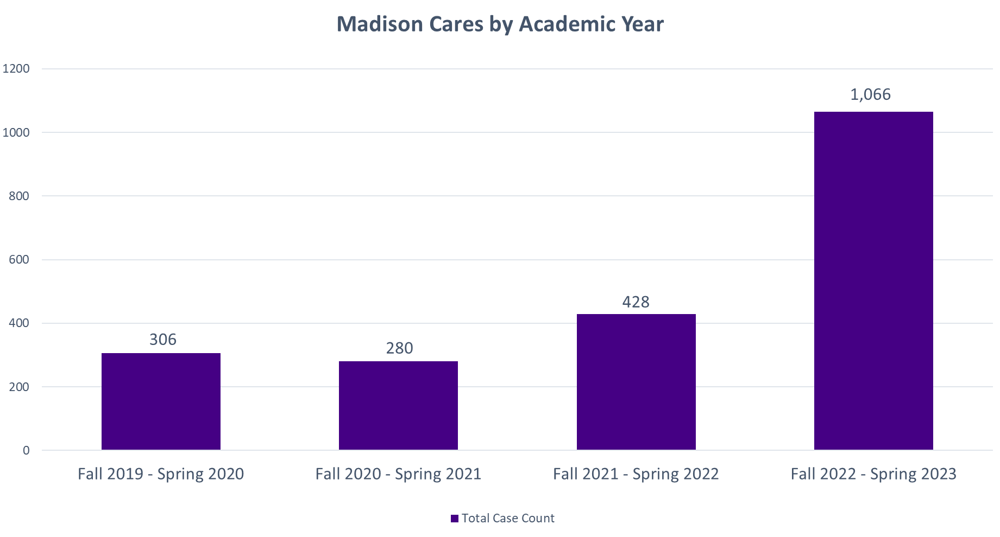 Madison Cares by Academic Year
1200
1000
800
600
400
200
0
306
280
428
1,066
Fall 2019 - Spring 2020
Fall 2020 - Spring 2021
Fall 2021 - Spring 2022
Fall 2022 - Spring 2023
Total Case Count